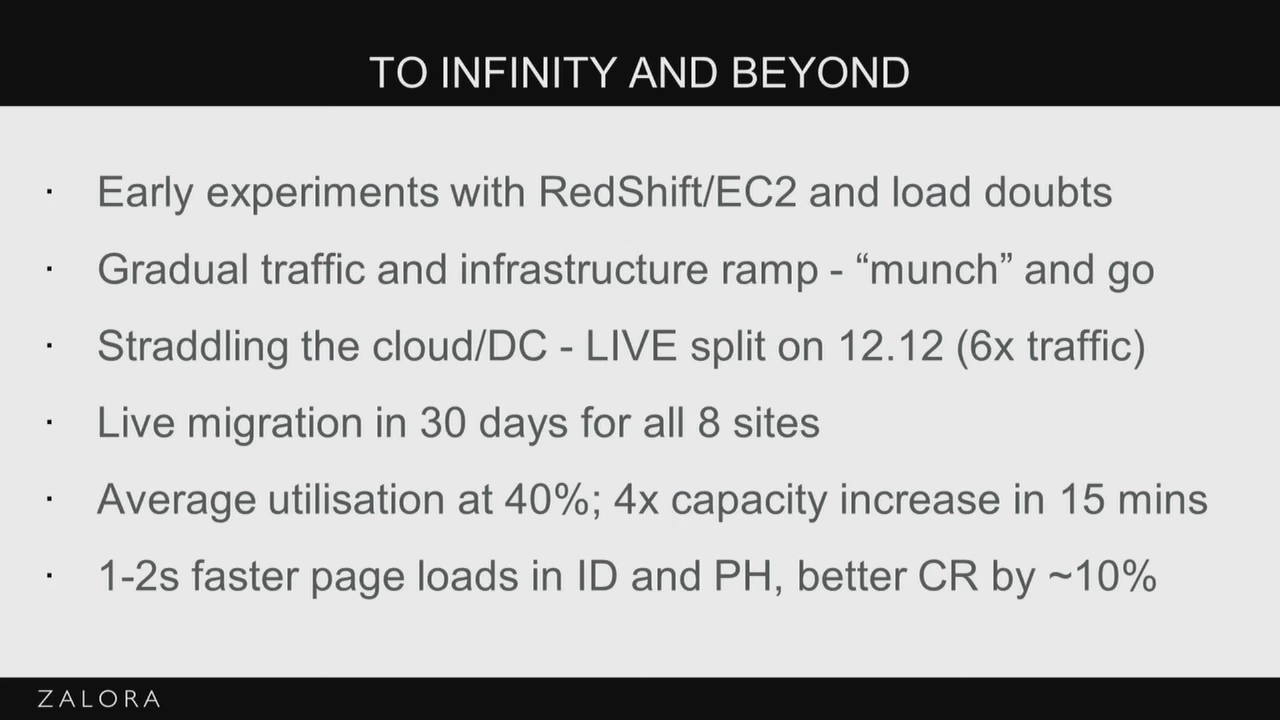 TO INFINITY AND BEYOND
· Early experiments with RedShift/EC2 and load doubts
· Gradual traffic and infrastructure ramp - “munch” and go
· Straddling the cloud/DC - LIVE split on 12.12 (6x traffic)
· Live migration in 30 days for all 8 sites
· Average utilisation at 40%; 4x capacity increase in 15 mins
· 1-2s faster page loads in ID and PH, better CR by ~10%
ZALORA